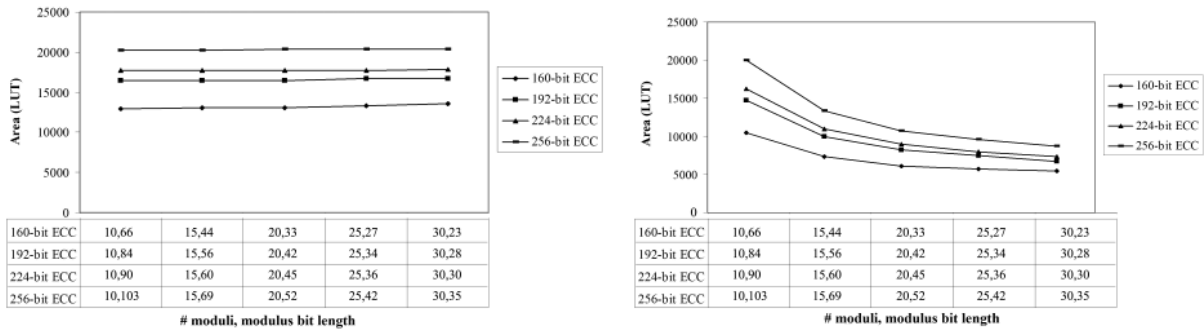 25000
20000
15000
10000
5000
0
Area (LUT)
160-bit ECC
192-bit ECC
224-bit ECC
256-bit ECC
160-bit ECC 10,66 15,44 20,33 25,27 30,23
192-bit ECC 10,84 15,56 20,42 25,34 30,28
224-bit ECC 10,90 15,60 20,45 25,36 30,30
256-bit ECC 10,103 15,69 20,52 25,42 30,35
# moduli, modulus bit length
25000
20000
15000
10000
5000
0
Area (LUT)
160-bit ECC
192-bit ECC
224-bit ECC
256-bit ECC
160-bit ECC 10,66 15,44 20,33 25,27 30,23
192-bit ECC 10,84 15,56 20,42 25,34 30,28
224-bit ECC 10,90 15,60 20,45 25,36 30,30
256-bit ECC 10,103 15,69 20,52 25,42 30,35
# moduli, modulus bit length